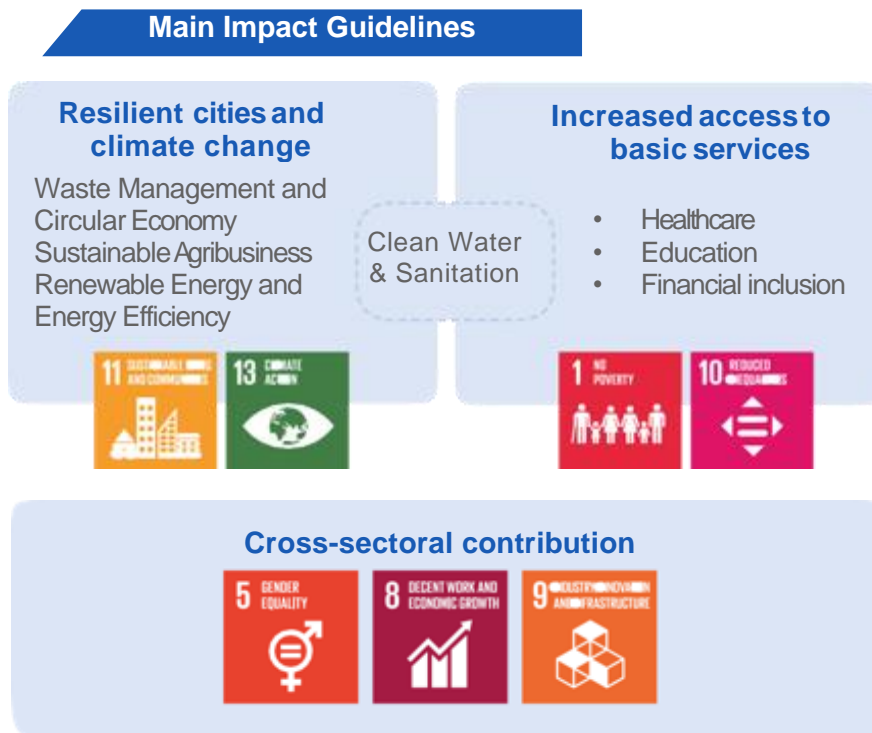 Main Impact Guidelines
Resilient cities and
climate change
Waste Management and
Circular Economy
Sustainable Agribusiness
Renewable Energy and
Energy Efficiency
Clean Water
& Sanitation
Increased access to
basic services
• Healthcare
• Education
• Financial inclusion
11
AND
13
1 NO
POVERTY
10 REDUCED
Cross-sectoral contribution
5 GENDER
EQUALITY
8 DECENT WORK AND
ECONOMIC GROWTH
9